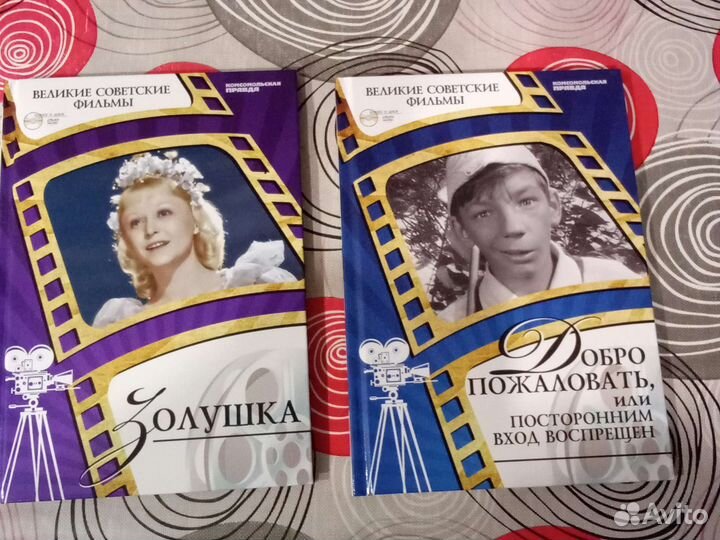 ВЕЛИКИЕ СОВЕТСКИЕ
ФИЛЬМЫ
КОМСОМОЛЬСКАЯ
ПРАВДА
ЗОЛУШКА
ВЕЛИКИЕ СОВЕТСКИЕ
ФИЛЬМЫ
КОМСОМОЛЬСКАЯ
ПРАВДА
ДОБРО
ПОЖАЛОВАТЬ,
ИЛИ
ПОСТОРОННИМ
ВХОД ВОСПРЕЩЕН
Avito